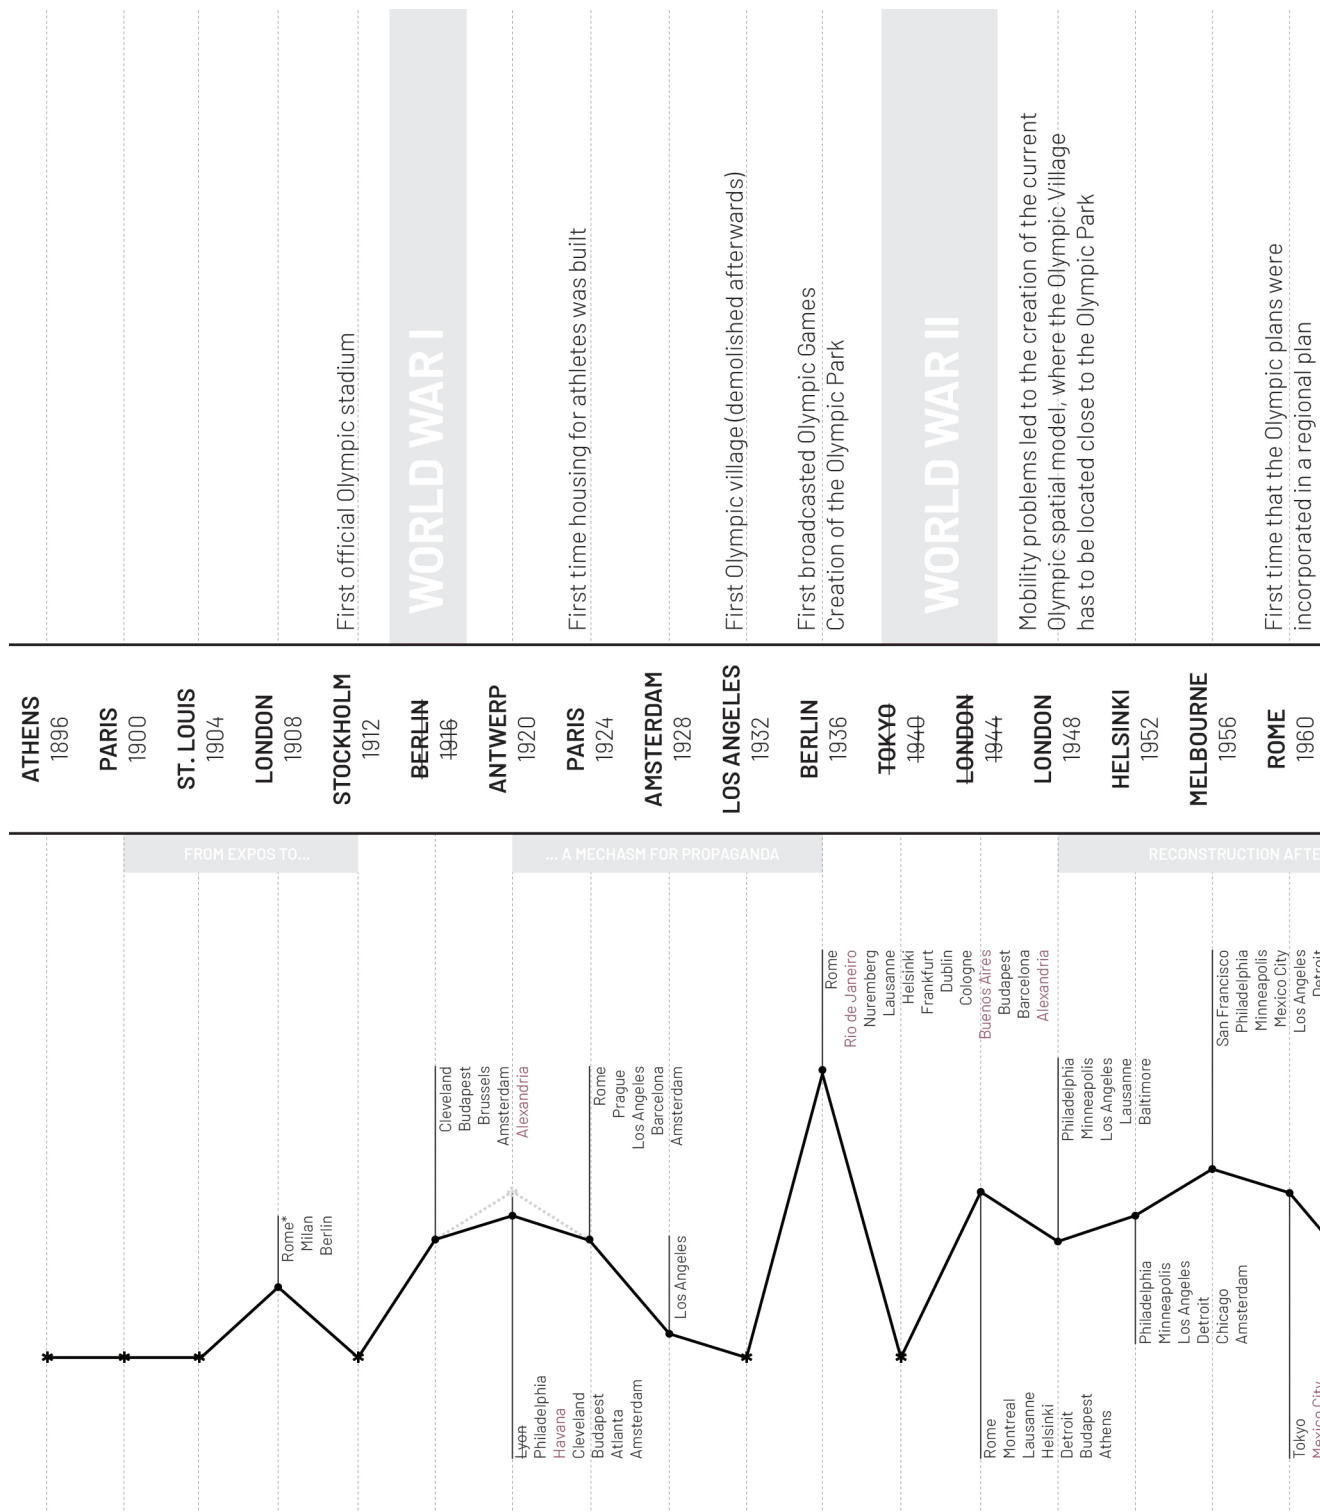 First official Olympic stadium
WORLD WAR I
First time housing for athletes was built
First Olympic village (demolished afterwards)
First broadcasted Olympic Games
Creation of the Olympic Park
WORLD WAR II
Mobility problems led to the creation of the current
Olympic spatial model, where the Olympic Village
has to be located close to the Olympic Park
First time that the Olympic plans were
incorporated in a regional plan
ATHENS
1896
PARIS
1900
ST. LOUIS
1904
LONDON
1908
STOCKHOLM
1912
BERLIN
1916
ANTWERP
1920
PARIS
1924
AMSTERDAM
1928
LOS ANGELES
1932
BERLIN
1936
TOKYO
1940
LONDON
1944
LONDON
1948
HELSINKI
1952
MELBOURNE
1956
ROME
1960
FROM EXPOS TO...
... A MECHASM FOR PROPAGANDA
RECONSTRUCTION AFTE
Rome*
Milan
Berlin
Cleveland
Budapest
Brussels
Amsterdam
Alexandria
Lyon
Philadelphia
Havana
Cleveland
Budapest
Atlanta
Amsterdam
Rome
Prague
Los Angeles
Barcelona
Amsterdam
Los Angeles
Rome
Rio de Janeiro
Nuremberg
Lausanne
Helsinki
Frankfurt
Dublin
Cologne
Buenos Aires
Budapest
Barcelona
Alexandria
Rome
Montreal
Lausanne
Helsinki
Detroit
Budapest
Athens
Philadelphia
Minneapolis
Los Angeles
Lausanne
Baltimore
Philadelphia
Minneapolis
Los Angeles
Detroit
Chicago
Amsterdam
San Francisco
Philadelphia
Minneapolis
Mexico City
Los Angeles
Detroit
Tokyo
Mexico City